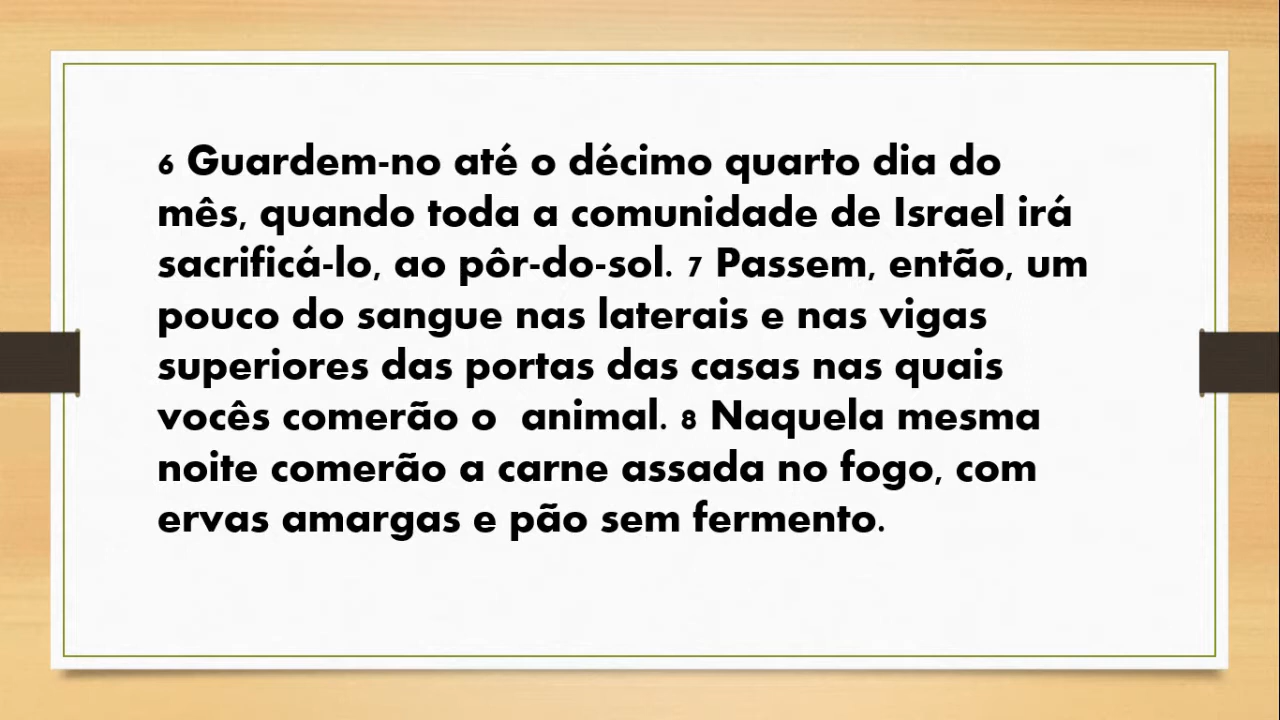 6 Guardem-no até o décimo quarto dia do
mês, quando toda a comunidade de Israel irá
sacrificá-lo, ao pôr-do-sol. 7 Passem, então, um
pouco do sangue nas laterais e nas vigas
superiores das portas das casas nas quais
vocês comerão o  animal. 8 Naquela mesma
noite comerão a carne assada no fogo, com
ervas amargas e pão sem fermento.